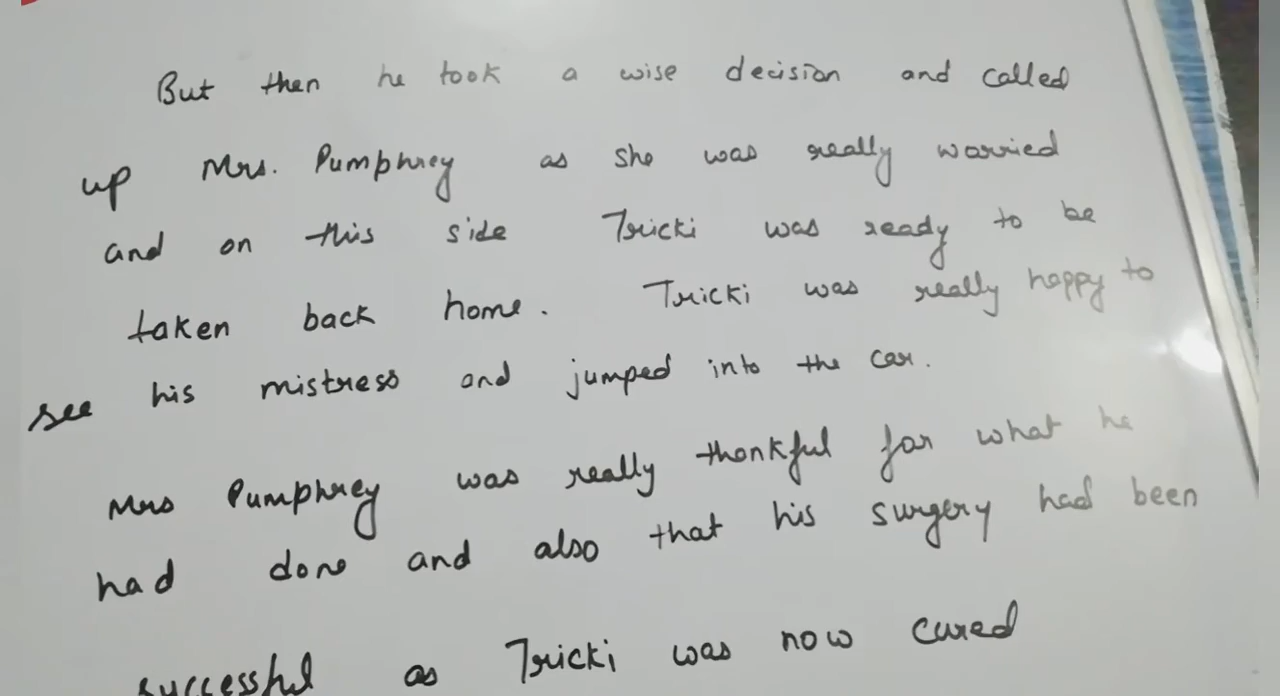 But then he took a wise decision and called
up Mrs. Pumphrey as she was really worried
and on this side Tricki was ready to be
taken back home. Tricki was really happy to
see his mistress and jumped into the car.
Mrs Pumphrey was really thankful for what he
had done and also that his surgery had been
successful as Tricki was now cured